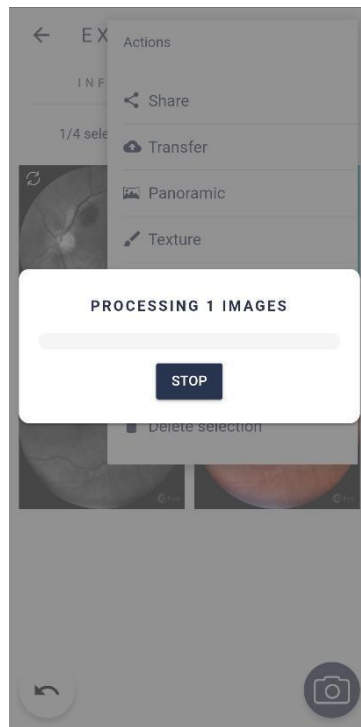 EX
Actions
INF
Share
1/4 sele
Transfer
Panoramic
Texture
PROCESSING 1 IMAGES
STOP
Delete selection